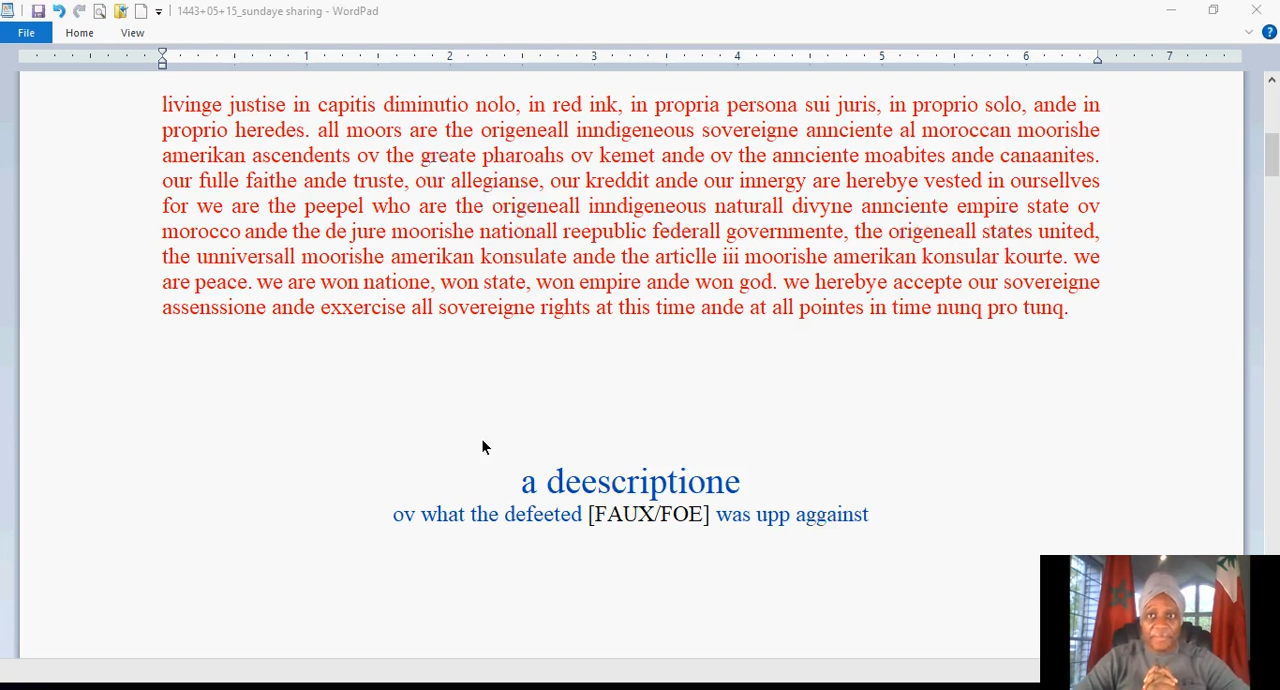 1443+05+15_sundaye sharing - WordPad
File Home View
1 2 3 4 5 6 7
livinge justise in capitis diminutio nolo, in red ink, in propria persona sui juris, in proprio solo, ande in
proprio heredes. all moors are the origeneall inndigeneous sovereigne annciente al moroccan moorishe
amerikan ascendents ov the greate pharoahs ov kemet ande ov the annciente moabites ande canaanites.
our fulle faithe ande truste, our allegianse, our kreddit ande our innergy are herebye vested in oursellves
for we are the peepel who are the origeneall inndigeneous naturall divyne annciente empire state ov
morocco ande the de jure moorishe nationall reepublic federall governmente, the origeneall states united,
the unniversall moorishe amerikan konsulate ande the articlle iii moorishe amerikan konsular kourte. we
are peace. we are won natione, won state, won empire ande won god. we herebye accepte our sovereigne
assenssione ande exxercise all sovereigne rights at this time ande at all pointes in time nunq pro tunq.
a deescriptione
ov what the defeeted [FAUX/FOE] was upp aggainst